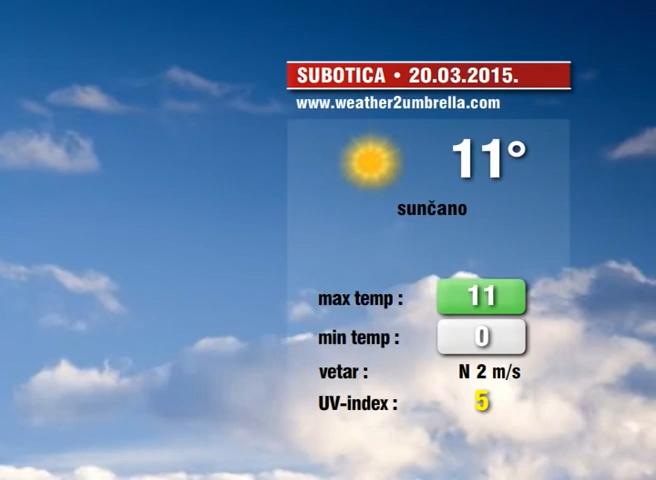 SUBOTICA • 20.03.2015.
www.weather2umbrella.com
11°
sunčano
max temp : 11
min temp : 0
vetar : N 2 m/s
UV-index : 5